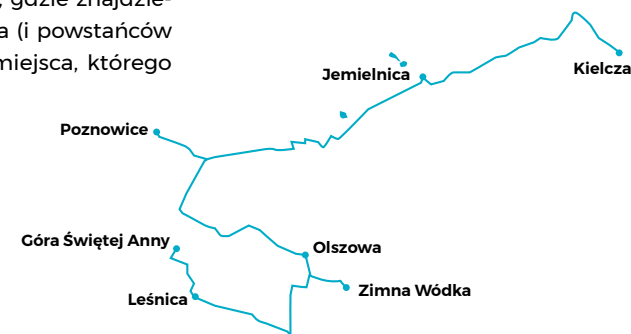 , gdzie znajdzie-
a (i powstańców
miejsca, którego
Jemielnica
Kielcza
Poznowice
Góra Świętej Anny
Olszowa
Leśnica
Zimna Wódka